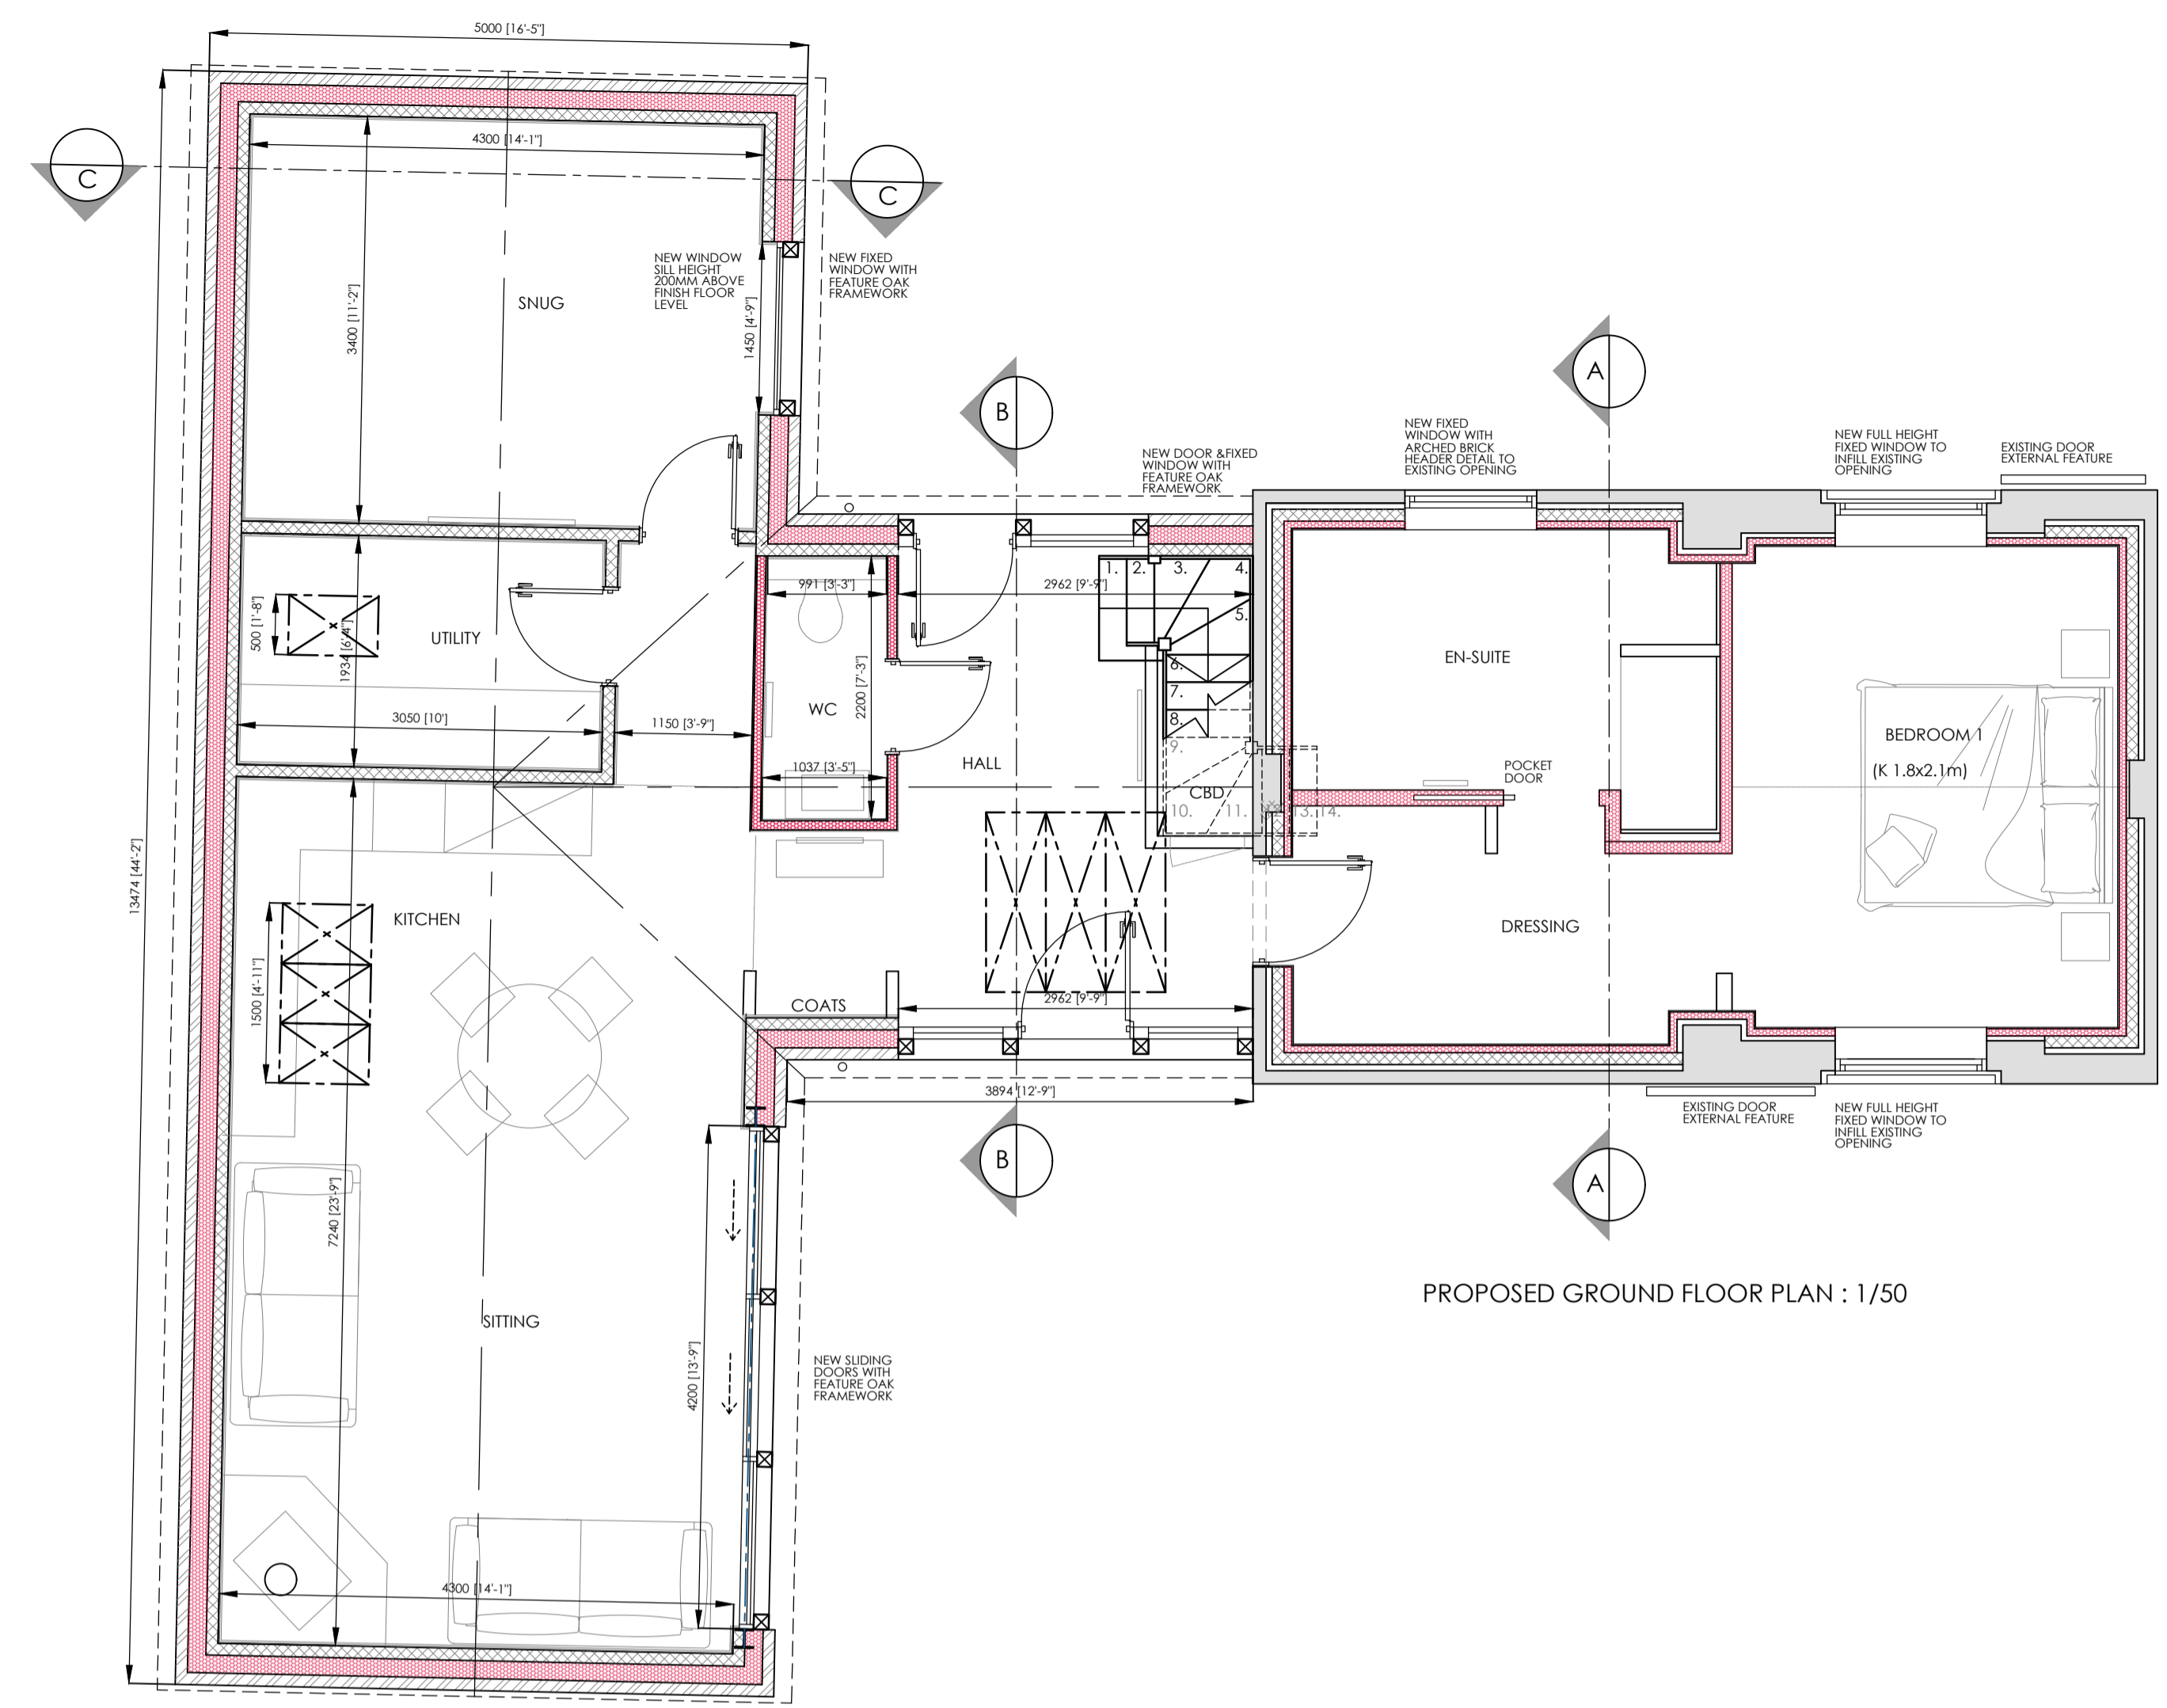 5000 [16'-5"]
C
4300 [14'-1"]
C
NEW WINDOW
SILL HEIGHT
200MM ABOVE
FINISH FLOOR
LEVEL
NEW FIXED
WINDOW WITH
FEATURE OAK
FRAMEWORK
SNUG
3400 [11'-2"]
1450 [4'-9"]
B
A
NEW DOOR &FIXED
WINDOW WITH
FEATURE OAK
FRAMEWORK
NEW FIXED
WINDOW WITH
ARCHED BRICK
HEADER DETAIL TO
EXISTING OPENING
NEW FULL HEIGHT
FIXED WINDOW TO
INFILL EXISTING
OPENING
EXISTING DOOR
EXTERNAL FEATURE
991 [3'-3"]
2962 [9'-9"]
1.
2.
3.
4.
5.
6.
7.
8.
9.
10.
11.
12.
13.
14.
500 [1'-8"]
1934 [6'-4"]
UTILITY
3050 [10']
1150 [3'-9"]
WC
2200 [7'-3"]
1037 [3'-5"]
HALL
CBD
EN-SUITE
POCKET
DOOR
BEDROOM 1
(K 1.8x2.1m)
13474 [44'-2"]
KITCHEN
1500 [4'-11"]
DRESSING
COATS
2962 [9'-9"]
3894 [12'-9"]
EXISTING DOOR
EXTERNAL FEATURE
NEW FULL HEIGHT
FIXED WINDOW TO
INFILL EXISTING
OPENING
B
A
7240 [23'-9"]
SITTING
4200 [13'-9"]
NEW SLIDING
DOORS WITH
FEATURE OAK
FRAMEWORK
4300 [14'-1"]
PROPOSED GROUND FLOOR PLAN : 1/50